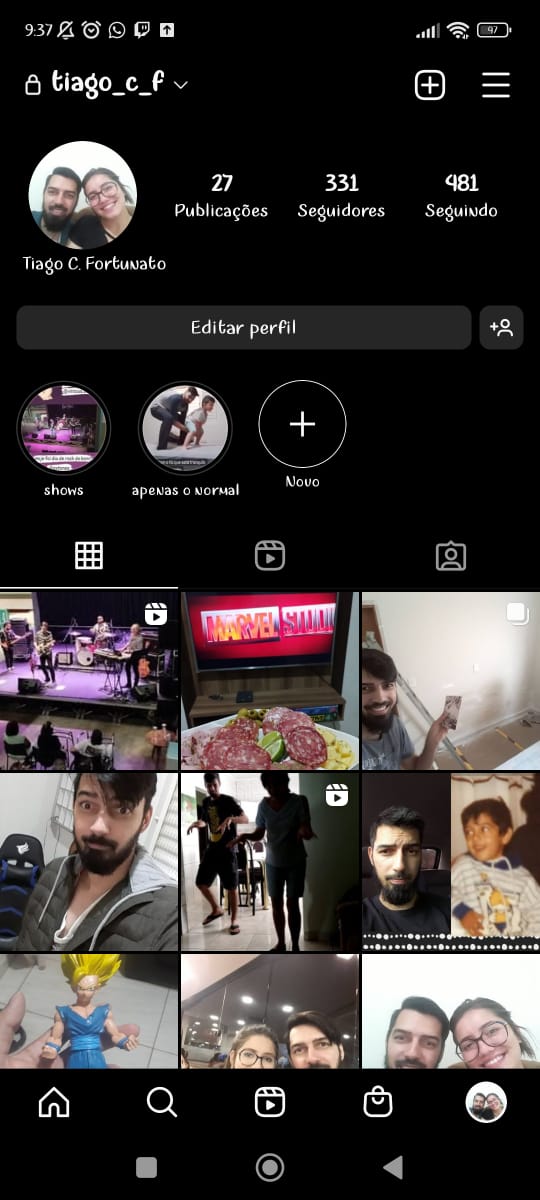 9:37
97
tiago_c_f
27
331
481
Publicações
Seguidores
Seguindo
Tiago C. Fortunato
Editar perfil
shows
apenas o normal
Novo
MARVEL STUDIO